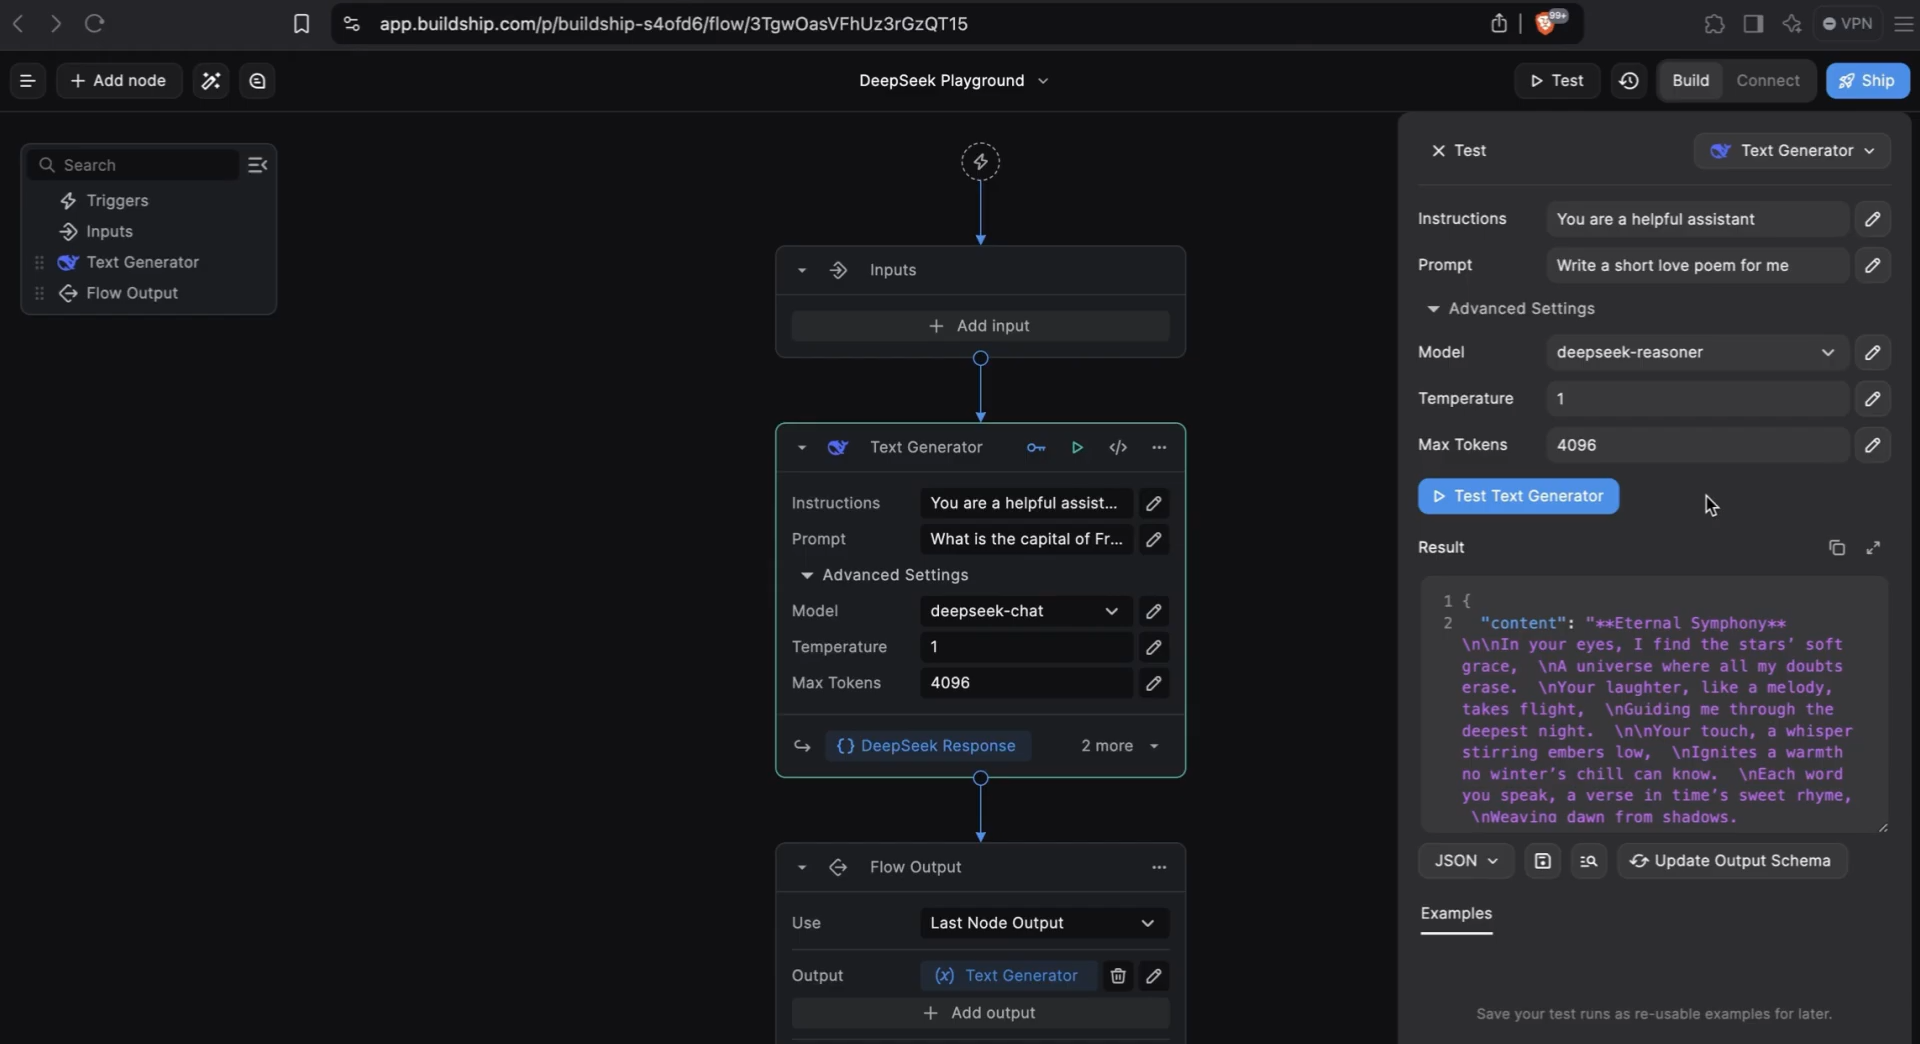 app.buildship.com/p/buildship-s4ofd6/flow/3TgwOasVFhUz3rGzQT15
99+
VPN
Add node
DeepSeek Playground
Test
Build
Connect
Ship
Search
Triggers
Inputs
Text Generator
Flow Output
Inputs
Add input
Text Generator
Instructions
You are a helpful assist...
Prompt
What is the capital of Fr...
Advanced Settings
Model
deepseek-chat
Temperature
1
Max Tokens
4096
{} DeepSeek Response
2 more
Flow Output
Use
Last Node Output
Output
(x) Text Generator
Add output
Test
Text Generator
Instructions
You are a helpful assistant
Prompt
Write a short love poem for me
Advanced Settings
Model
deepseek-reasoner
Temperature
1
Max Tokens
4096
Test Text Generator
Result
1 {
2 "content": "**Eternal Symphony**
\n\nIn your eyes, I find the stars’ soft
grace,  \nA universe where all my doubts
erase.  \nYour laughter, like a melody,
takes flight,  \nGuiding me through the
deepest night.  \n\nYour touch, a whisper
stirring embers low,  \nIgnites a warmth
no winter’s chill can know.  \nEach word
you speak, a verse in time’s sweet rhyme,
\nWeaving dawn from shadows.
JSON
Update Output Schema
Examples
Save your test runs as re-usable examples for later.